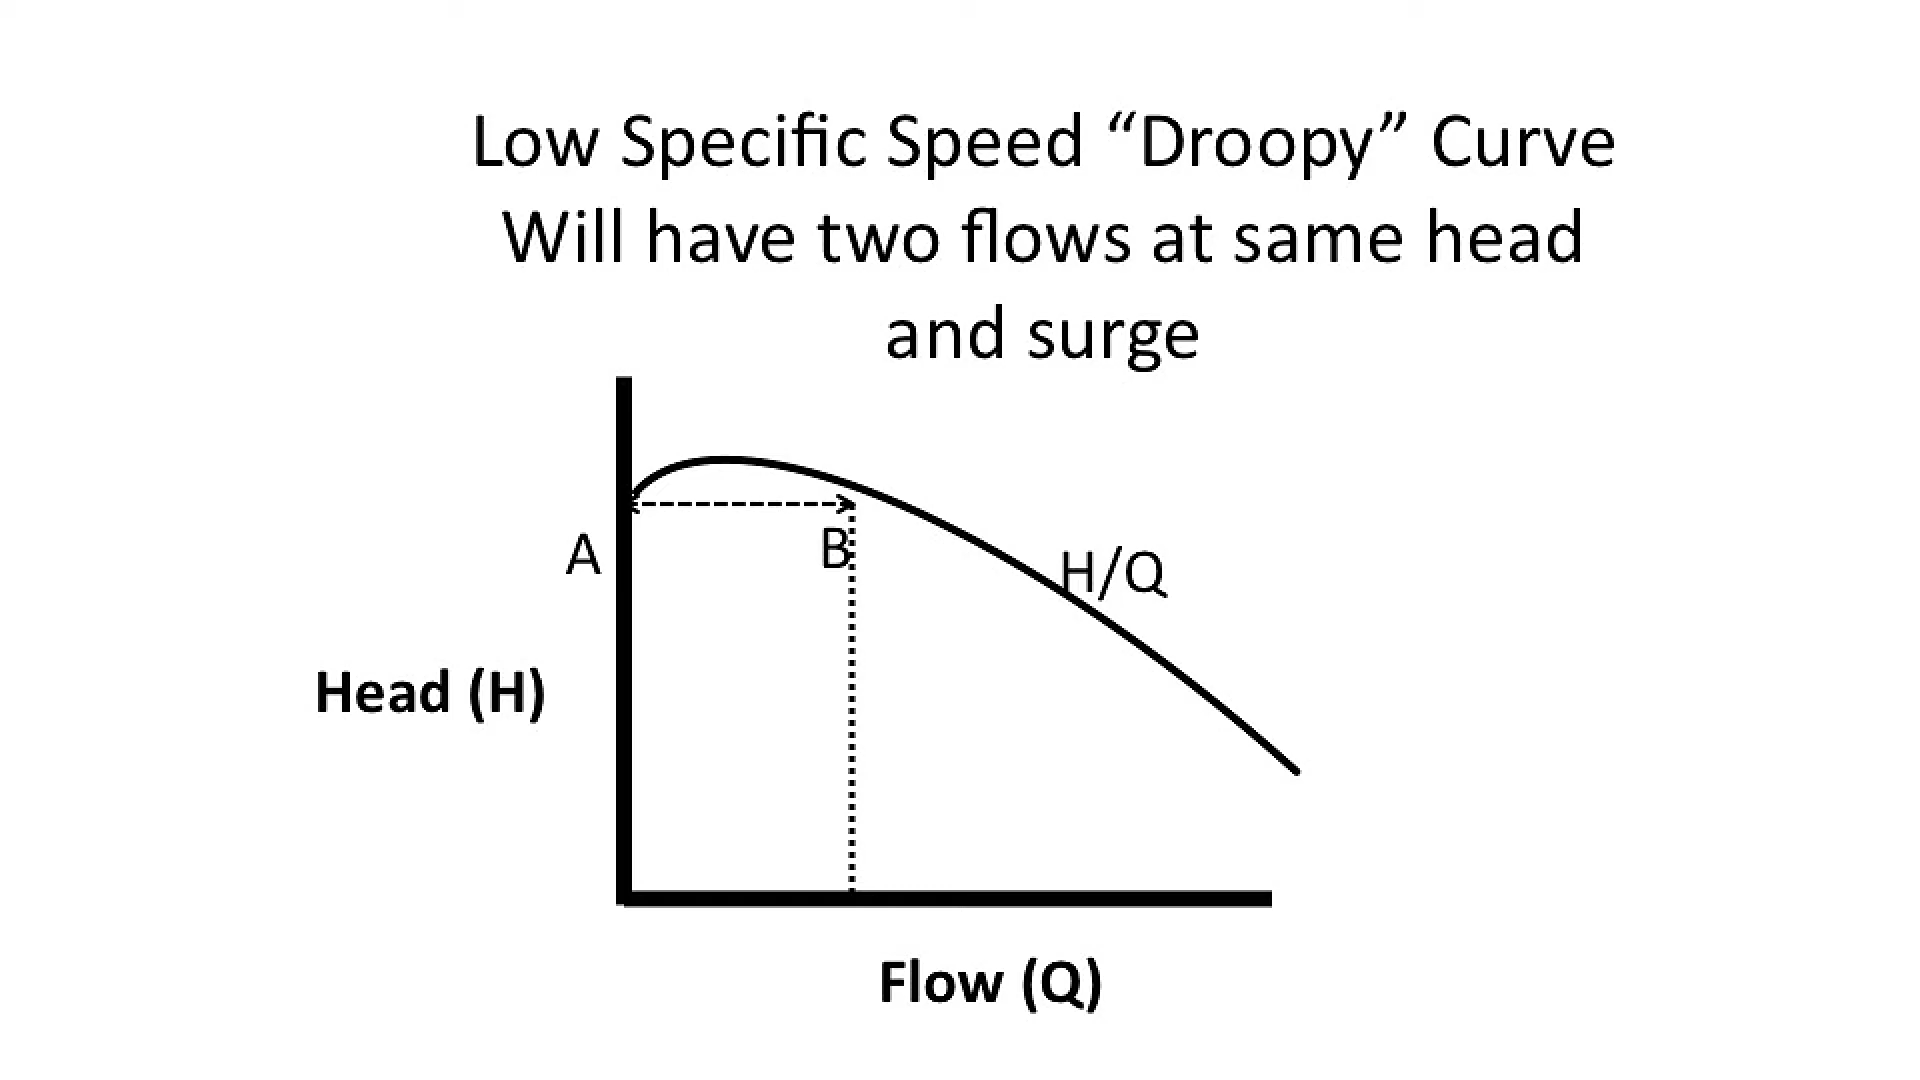 Low Specific Speed “Droopy” Curve
Will have two flows at same head
and surge
A
B
H/Q
Head (H)
Flow (Q)